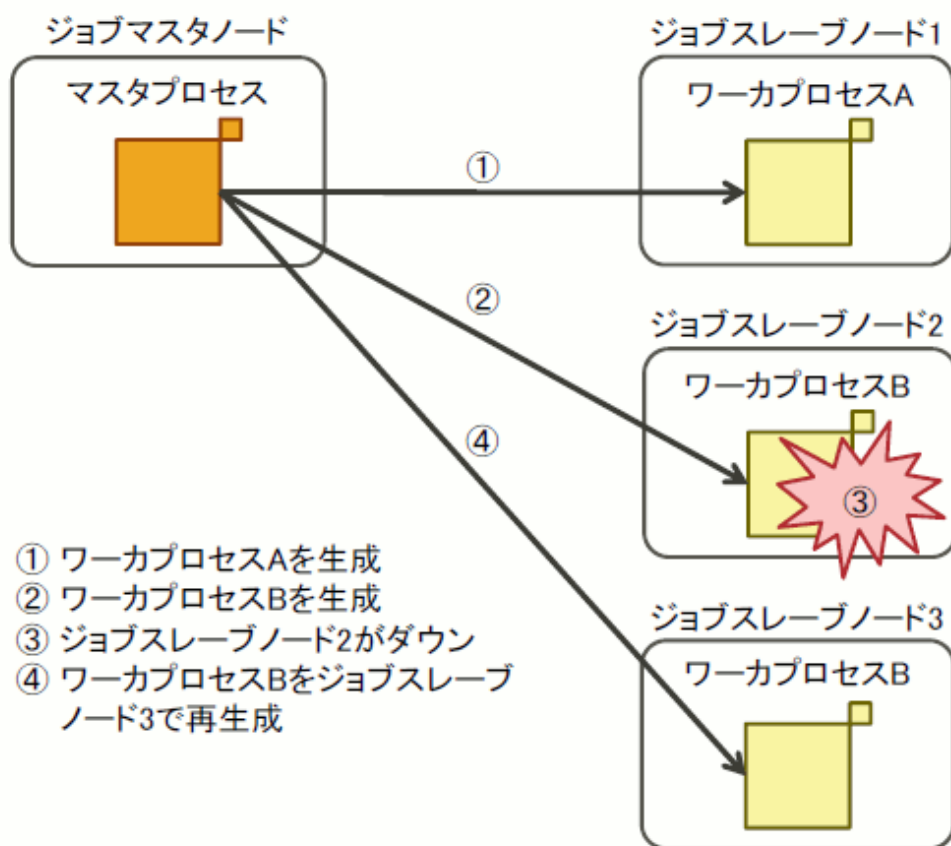 ジョブマスタノード
マスタプロセス
ジョブスレーブノード1
ワーカプロセスA
①
②
ジョブスレーブノード2
ワーカプロセスB
③
④
① ワーカプロセスAを生成
② ワーカプロセスBを生成
③ ジョブスレーブノード2がダウン
④ ワーカプロセスBをジョブスレーブ
ノード3で再生成
ジョブスレーブノード3
ワーカプロセスB